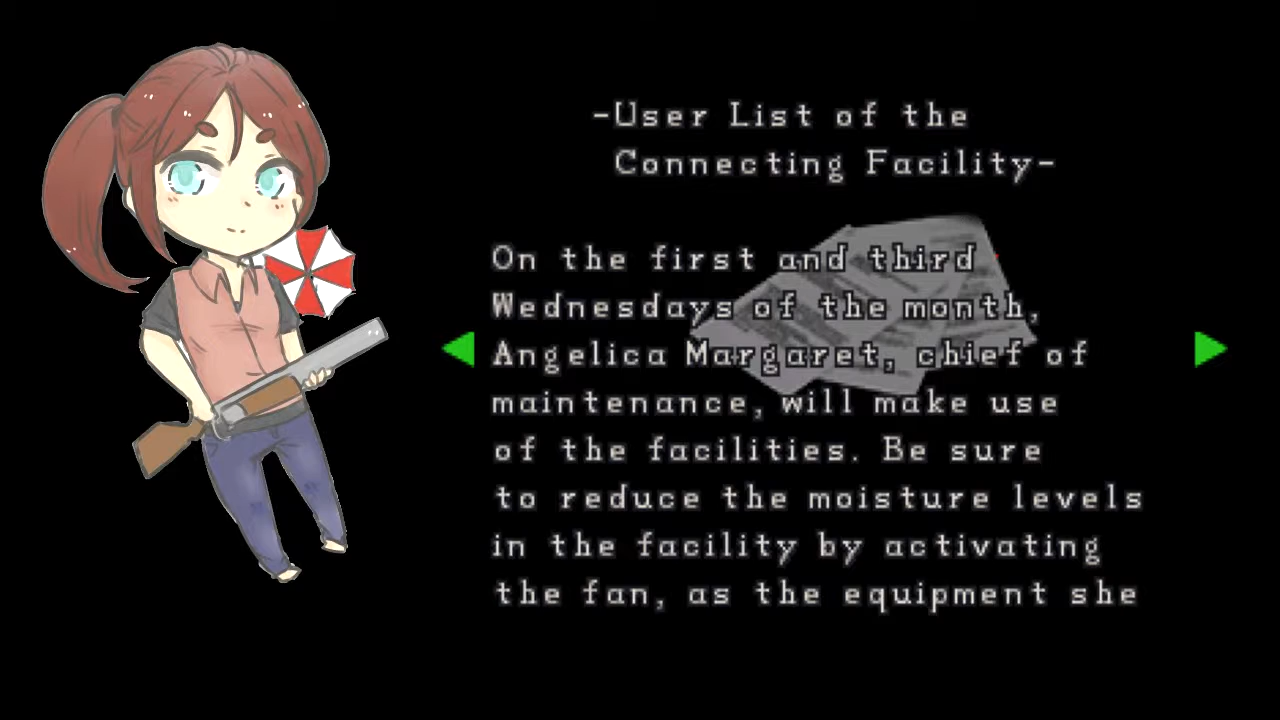 -User List of the
Connecting Facility-
On the first and third
Wednesdays of the month,
Angelica Margaret, chief of
maintenance, will make use
of the facilities. Be sure
to reduce the moisture levels
in the facility by activating
the fan, as the equipment she